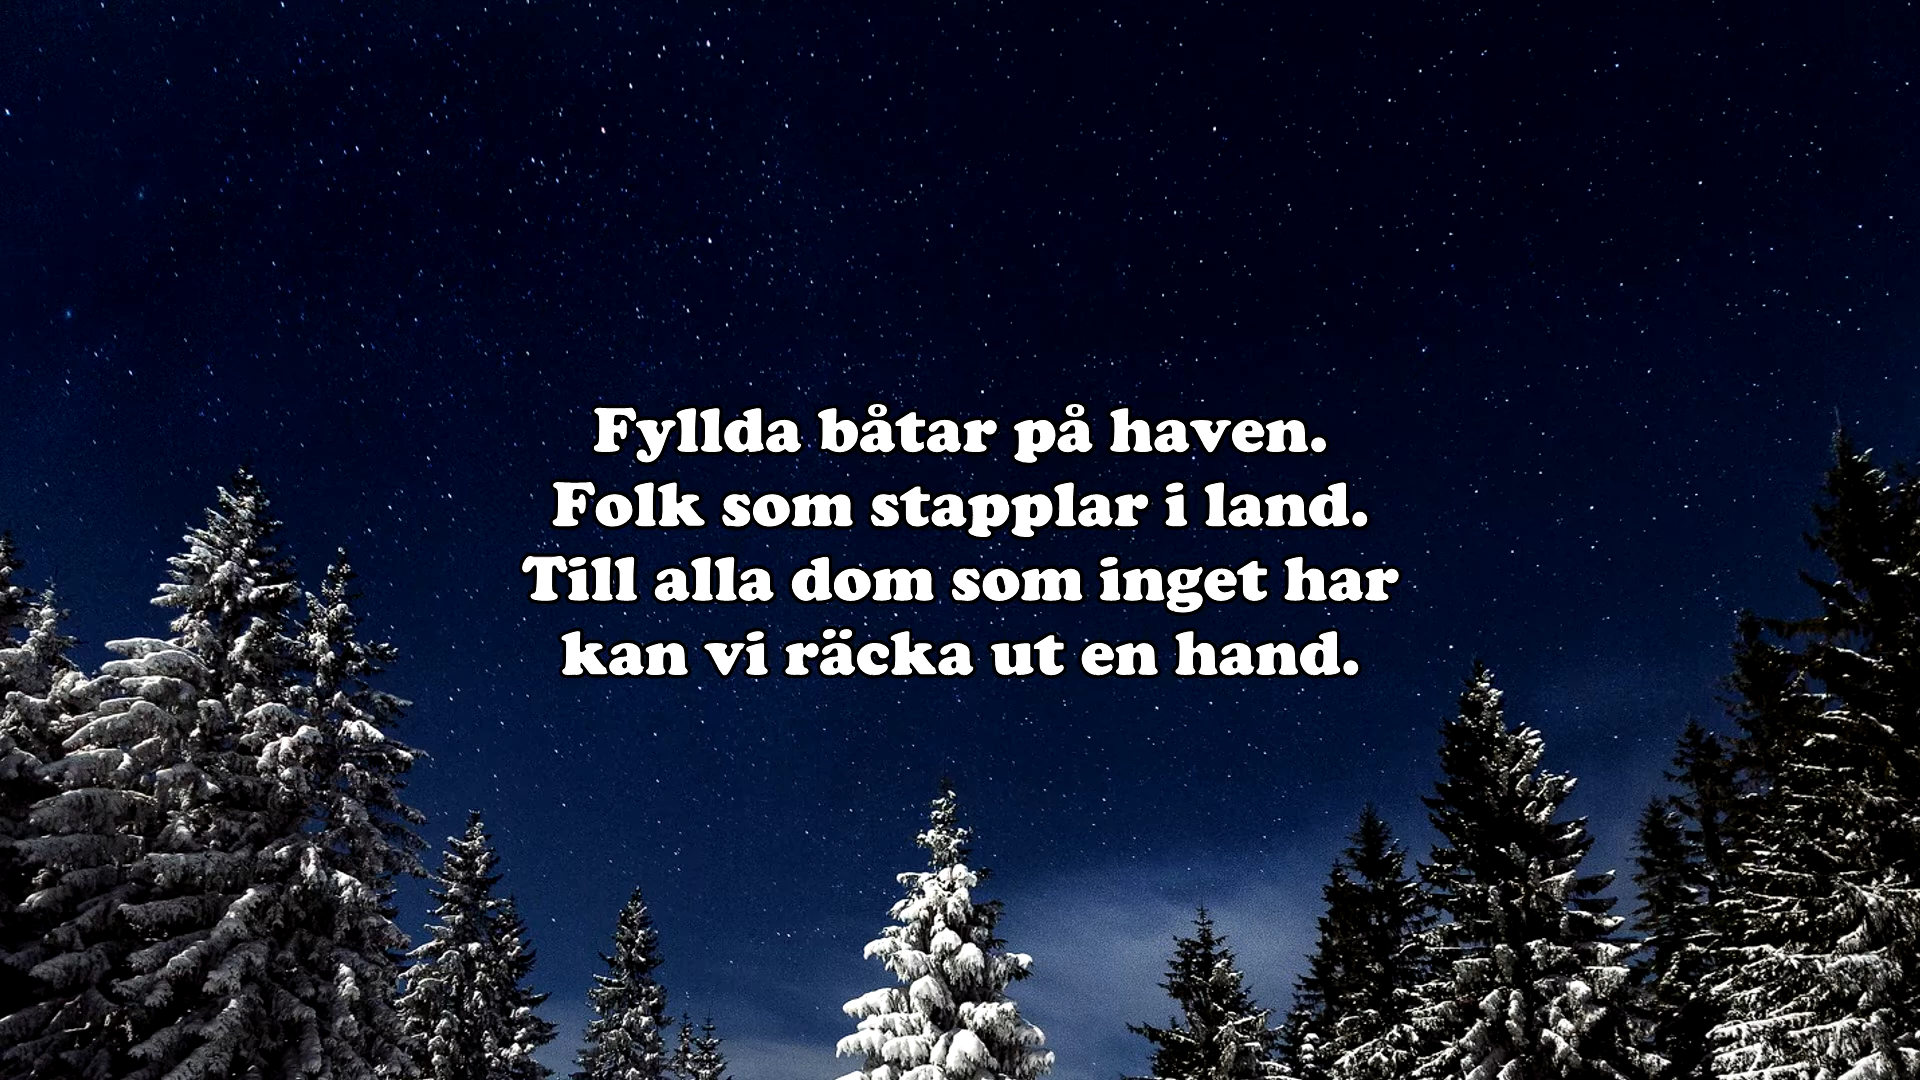 Fyllda båtar på haven.
Folk som stapplar i land.
Till alla dom som inget har
kan vi räcka ut en hand.